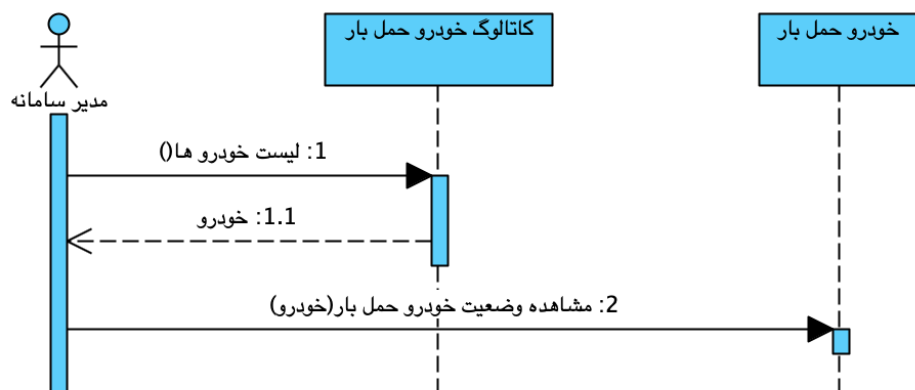 کاتالوگ خودرو حمل بار
خودرو حمل بار
مدیر سامانه
1: لیست خودرو ها()
1.1: خودرو
2: مشاهده وضعیت خودرو حمل بار(خودرو)